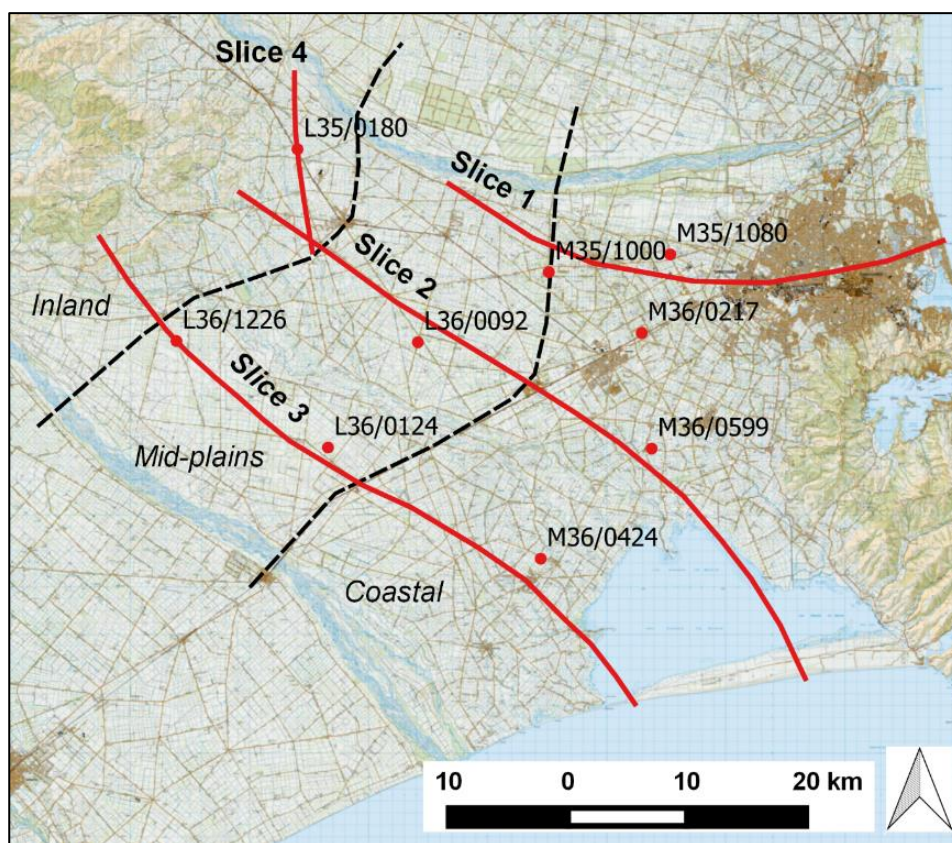 Slice 4
L35/0180
Slice 1
M35/1080
M35/1000
Slice 2
Inland
L36/1226
L36/0092
M36/0217
Slice 3
L36/0124
M36/0599
Mid-plains
M36/0424
Coastal
10 0 10 20 km